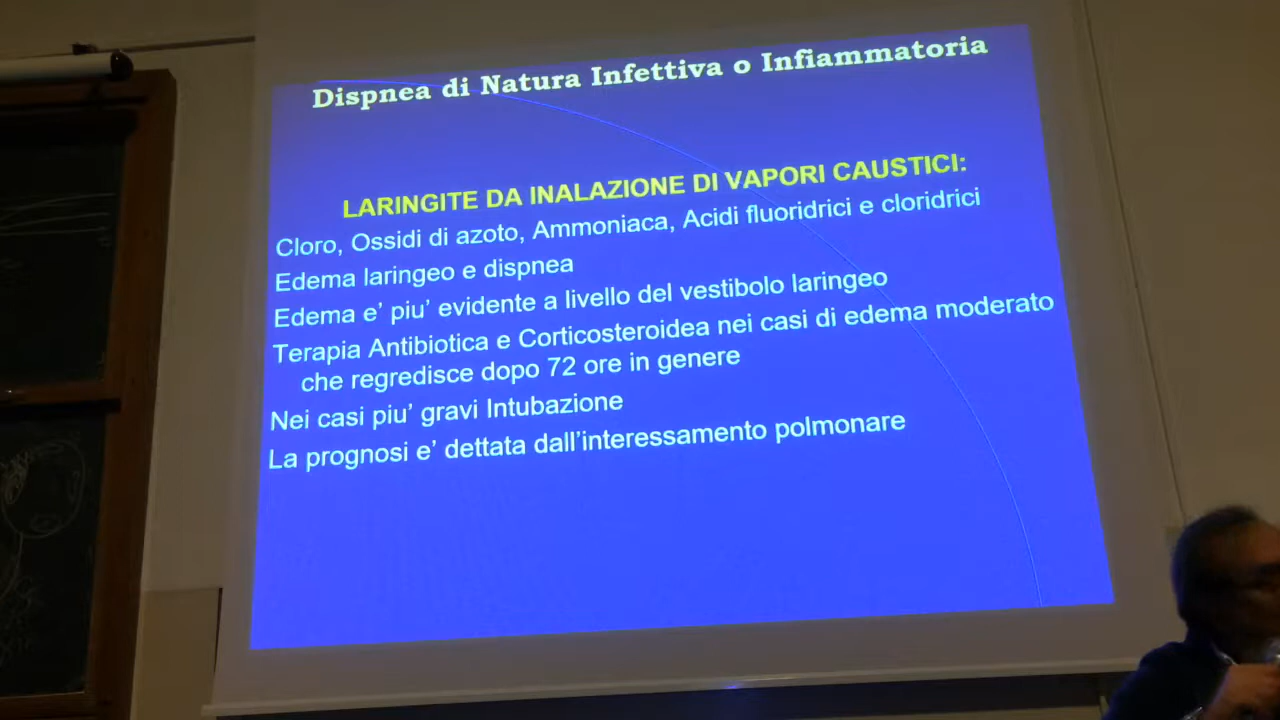 Dispnea di Natura Infettiva o Infiammatoria
LARINGITE DA INALAZIONE DI VAPORI CAUSTICI:
Cloro, Ossidi di azoto, Ammoniaca, Acidi fluoridrici e cloridrici
Edema laringeo e dispnea
Edema e' piu' evidente a livello del vestibolo laringeo
Terapia Antibiotica e Corticosteroidea nei casi di edema moderato
che regredisce dopo 72 ore in genere
Nei casi piu' gravi Intubazione
La prognosi e' dettata dall'interessamento polmonare